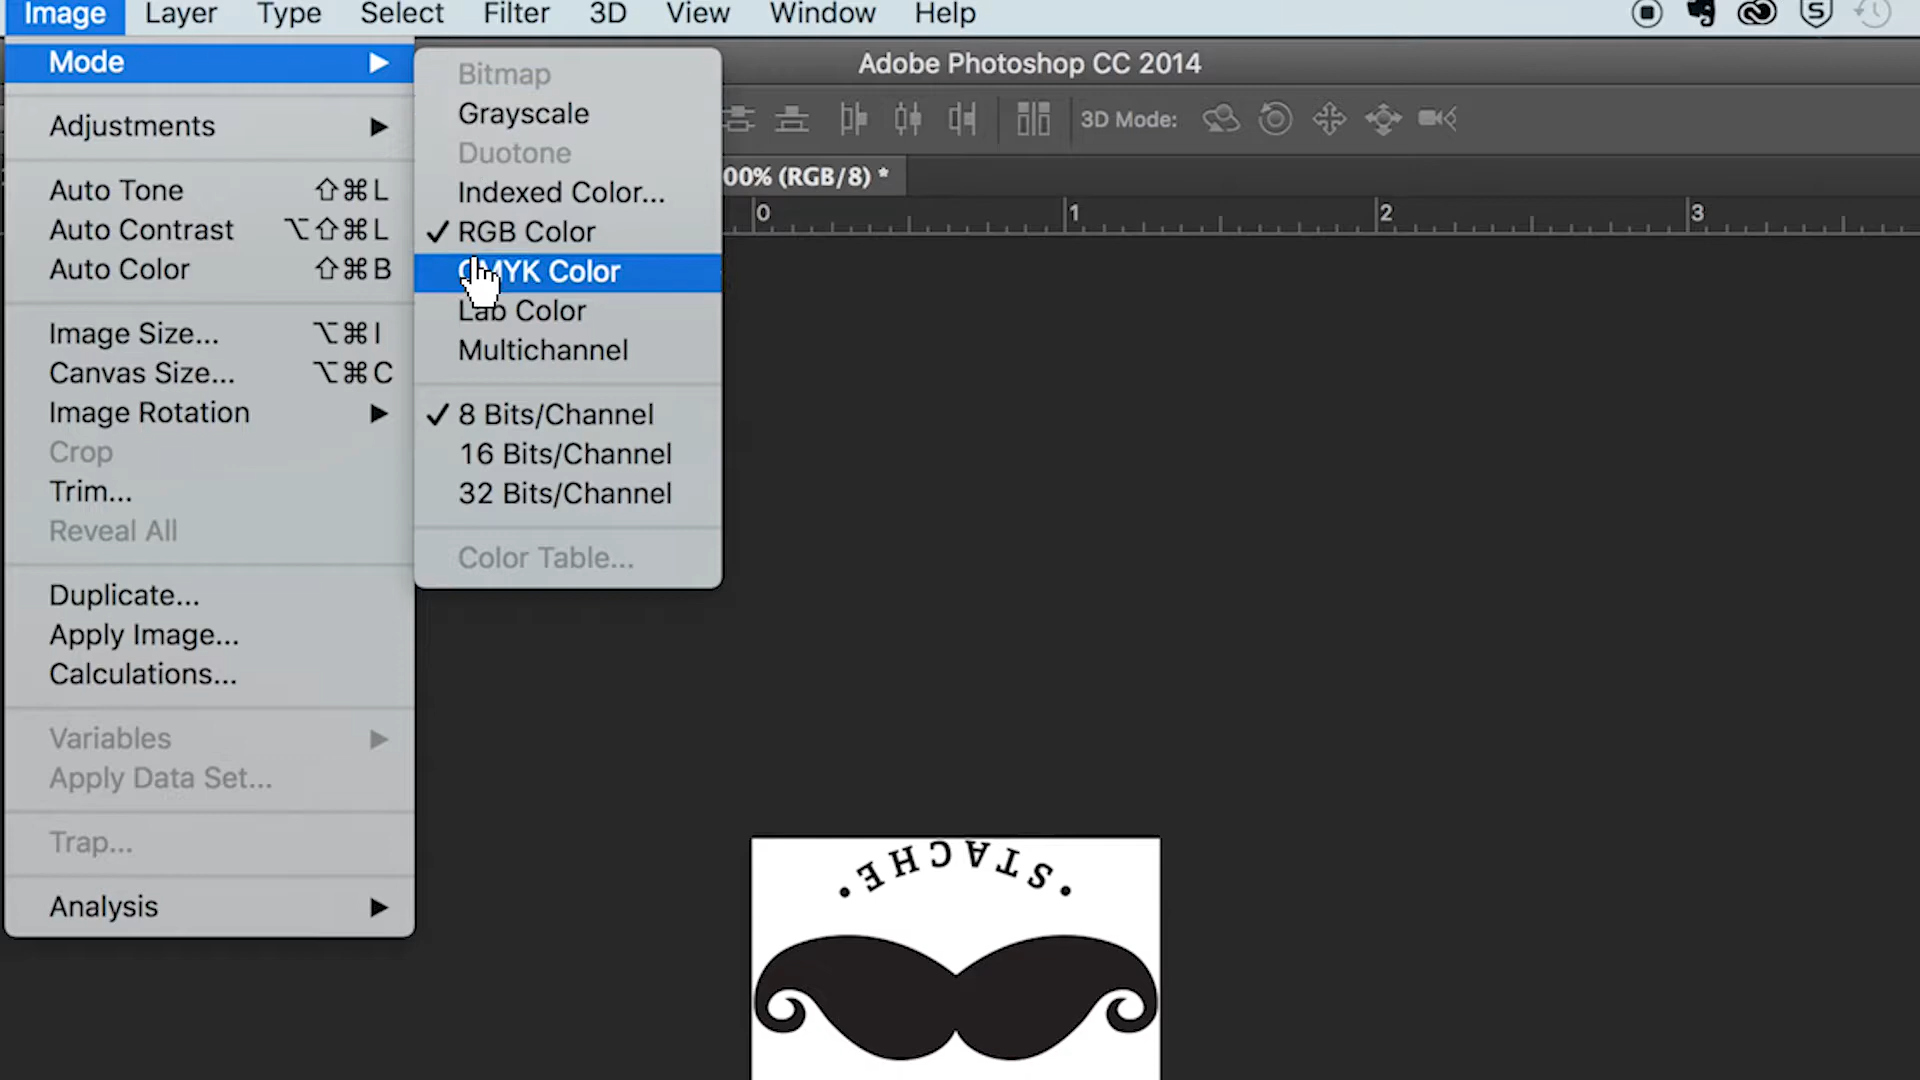 Image Layer Type Select Filter 3D View Window Help
Adobe Photoshop CC 2014
Mode
Adjustments
Auto Tone ⇧⌘L
Auto Contrast ⌥⇧⌘L
Auto Color ⇧⌘B
Image Size... ⌥⌘I
Canvas Size... ⌥⌘C
Image Rotation
Crop
Trim...
Reveal All
Duplicate...
Apply Image...
Calculations...
Variables
Apply Data Set...
Trap...
Analysis
Bitmap
Grayscale
Duotone
Indexed Color...
✓ RGB Color
CMYK Color
Lab Color
Multichannel
✓ 8 Bits/Channel
16 Bits/Channel
32 Bits/Channel
Color Table...
3D Mode:
00% (RGB/8) *
0 1 2 3
•STACHE•